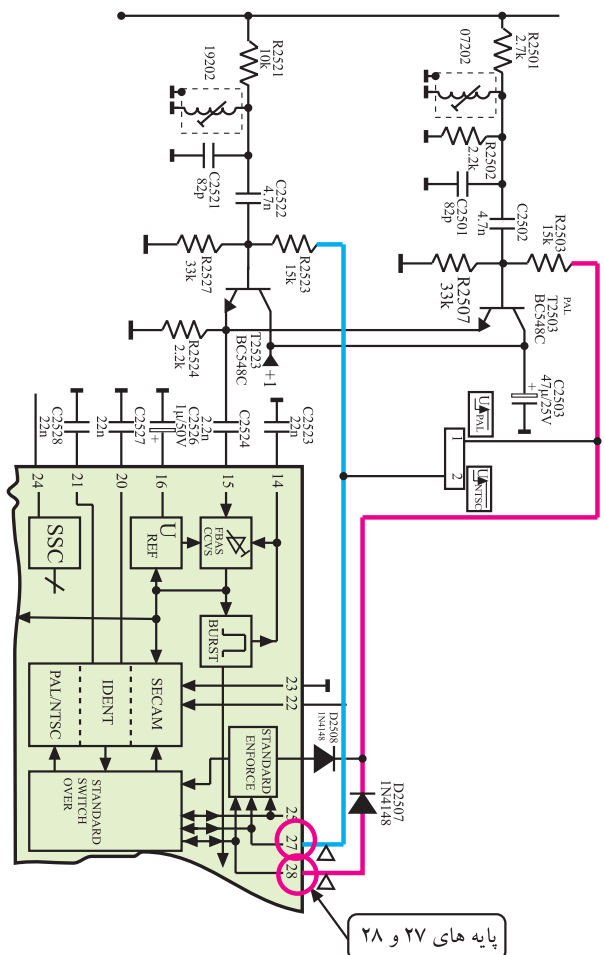 R2521
10k
19202
C2521
82p
C2522
4.7n
R2527
33k
R2523
15k
R2524
2.2k
T2523
BC548C
+1
R2501
2.7k
07202
R2502
2.2k
C2501
82p
C2502
4.7n
R2503
15k
R2507
33k
PAL
T2503
BC548C
C2503
47µ/25V
+
U PAL
U NTSC
1
2
C2528
22n
C2527
22n
C2526
1µ/50V
+
C2524
2.2n
C2523
22n
24
21
20
16
15
14
SSC
U
REF
FBAS
CCVS
BURST
PAL/NTSC
IDENT
SECAM
23
22
STANDARD
SWITCH
OVER
STANDARD
ENFORCE
D2508
1N4148
D2507
1N4148
25
27
28
پایه های ۲۷ و ۲۸